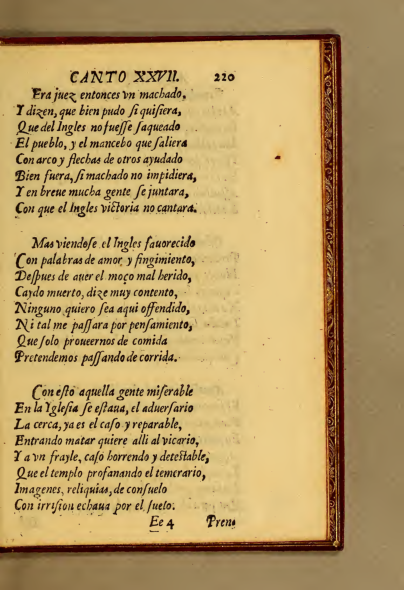 CANTO XXVII. 220
Era juez entonces vn machado,
Y dizen, que bien pudo ſi quiſiera,
Que del Ingles no fueſſe ſaqueado
El pueblo, y el mancebo que ſaliera
Con arco y flechas de otros ayudado
Bien fuera, ſi machado no impidiera,
Y en breue mucha gente ſe juntara,
Con que el Ingles victoria no cantara.
Mas viendoſe el Ingles fauorecido
Con palabras de amor y fingimiento,
Deſpues de auer el moço mal herido,
Caydo muerto, dize muy contento,
Ninguno quiero ſea aqui offendido,
Ni tal me paſſara por penſamiento,
Que ſolo proueernos de comida
Pretendemos paſſando de corrida.
Con eſto aquella gente miſerable
En la Ygleſia ſe eſtaua, el aduerſario
La cerca, ya es el caſo y reparable,
Entrando matar quiere alli al vicario,
Y a vn frayle, caſo horrendo y deteſtable,
Que el templo profanando el temerario,
Imagenes, reliquias, de conſuelo
Con irriſion echaua por el ſuelo.
Ee 4 Pren⸗